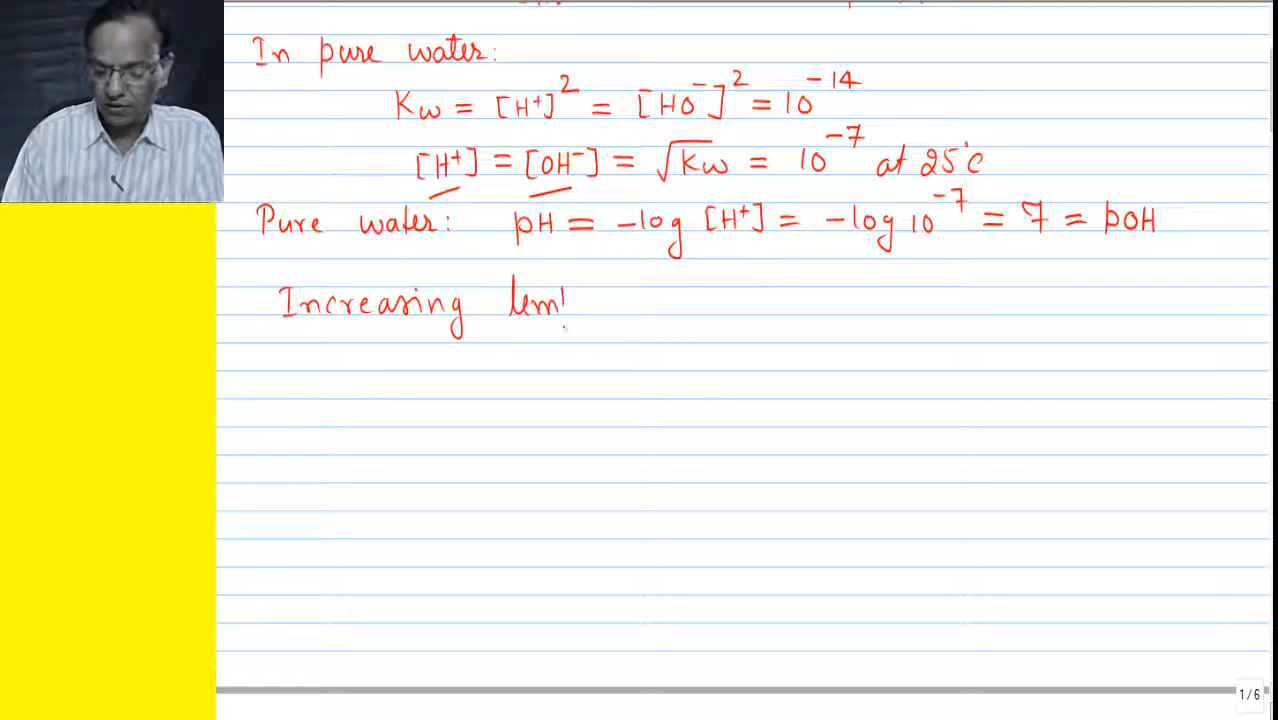 In pure water:
Kw = [H+]² = [HO⁻]² = 10⁻¹⁴
[H+] = [OH⁻] = √Kw = 10⁻⁷ at 25°C
Pure water: pH = -log [H+] = -log 10⁻⁷ = 7 = pOH
Increasing
1/6